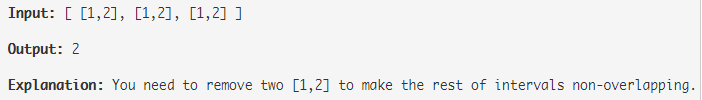 Input: [ [1,2], [1,2], [1,2] ]
Output: 2
Explanation: You need to remove two [1,2] to make the rest of intervals non-overlapping.